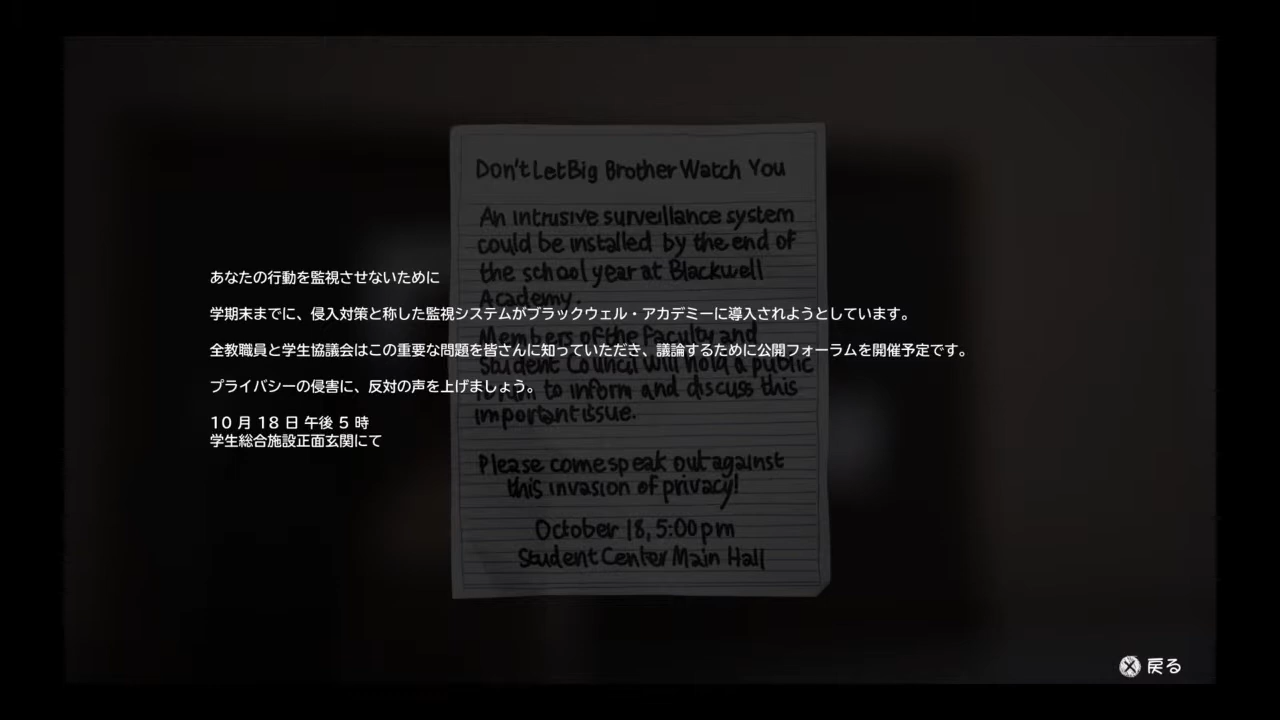 Don't Let Big Brother Watch You
An intrusive surveillance system
could be installed by the end of
the school year at Blackwell
Academy.
Members of the faculty and
Student Council will hold a public
forum to inform and discuss this
important issue.
Please come speak out against
this invasion of privacy!
October 18, 5:00pm
Student Center Main Hall
あなたの行動を監視させないために
学期末までに、侵入対策と称した監視システムがブラックウェル・アカデミーに導入されようとしています。
全教職員と学生協議会はこの重要な問題を皆さんに知っていただき、議論するために公開フォーラムを開催予定です。
プライバシーの侵害に、反対の声を上げましょう。
10 月 18 日 午後 5 時
学生総合施設正面玄関にて
戻る